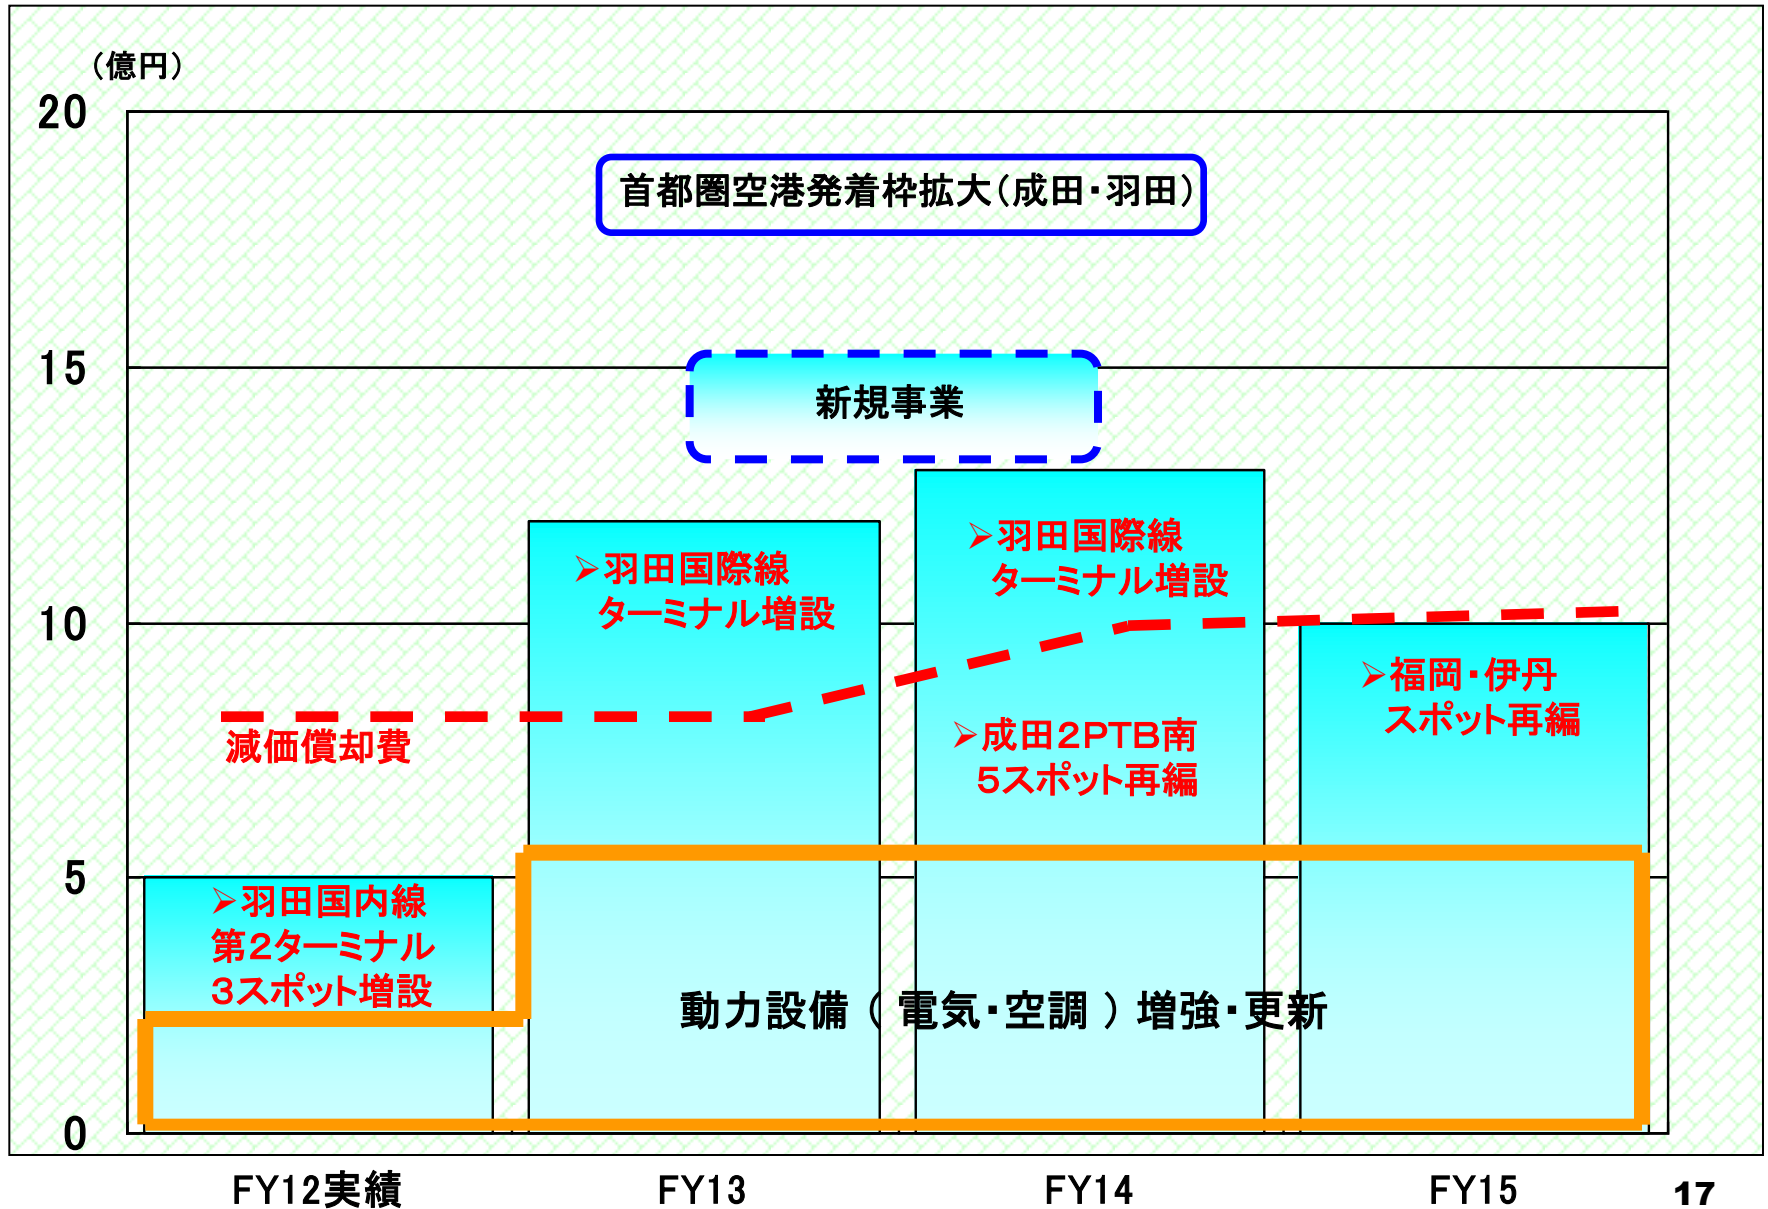 （億円）
20
首都圏空港発着枠拡大（成田・羽田）
15
新規事業
➢羽田国際線
ターミナル増設
➢羽田国際線
ターミナル増設
10
➢福岡・伊丹
スポット再編
減価償却費
➢成田２PTB南
５スポット再編
5
➢羽田国内線
第２ターミナル
３スポット増設
動力設備（電気・空調）増強・更新
0
FY12実績
FY13
FY14
FY15
17